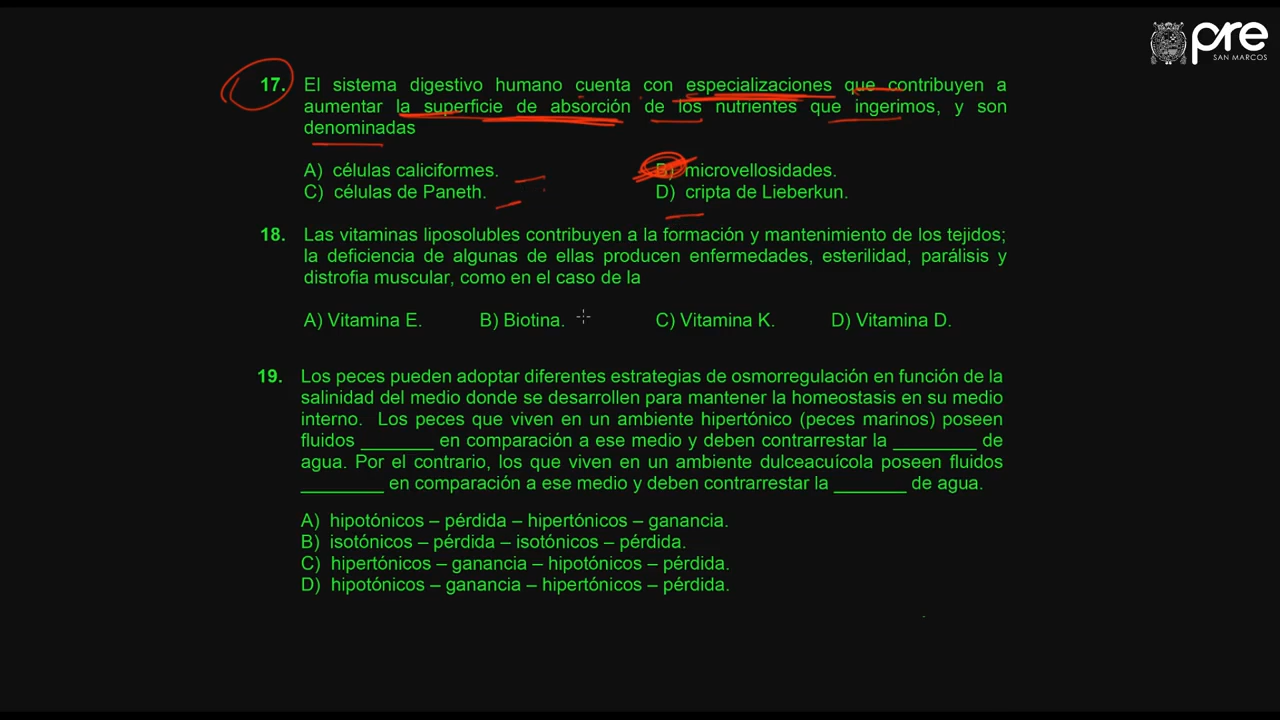 pre
SAN MARCOS
17. El sistema digestivo humano cuenta con especializaciones que contribuyen a
aumentar la superficie de absorción de los nutrientes que ingerimos, y son
denominadas
A) células caliciformes. B) microvellosidades.
C) células de Paneth. D) cripta de Lieberkun.
18. Las vitaminas liposolubles contribuyen a la formación y mantenimiento de los tejidos;
la deficiencia de algunas de ellas producen enfermedades, esterilidad, parálisis y
distrofia muscular, como en el caso de la
A) Vitamina E. B) Biotina. C) Vitamina K. D) Vitamina D.
19. Los peces pueden adoptar diferentes estrategias de osmorregulación en función de la
salinidad del medio donde se desarrollen para mantener la homeostasis en su medio
interno. Los peces que viven en un ambiente hipertónico (peces marinos) poseen
fluidos _______ en comparación a ese medio y deben contrarrestar la ________ de
agua. Por el contrario, los que viven en un ambiente dulceacuícola poseen fluidos
________ en comparación a ese medio y deben contrarrestar la _______ de agua.
A) hipotónicos – pérdida – hipertónicos – ganancia.
B) isotónicos – pérdida – isotónicos – pérdida.
C) hipertónicos – ganancia – hipotónicos – pérdida.
D) hipotónicos – ganancia – hipertónicos – pérdida.